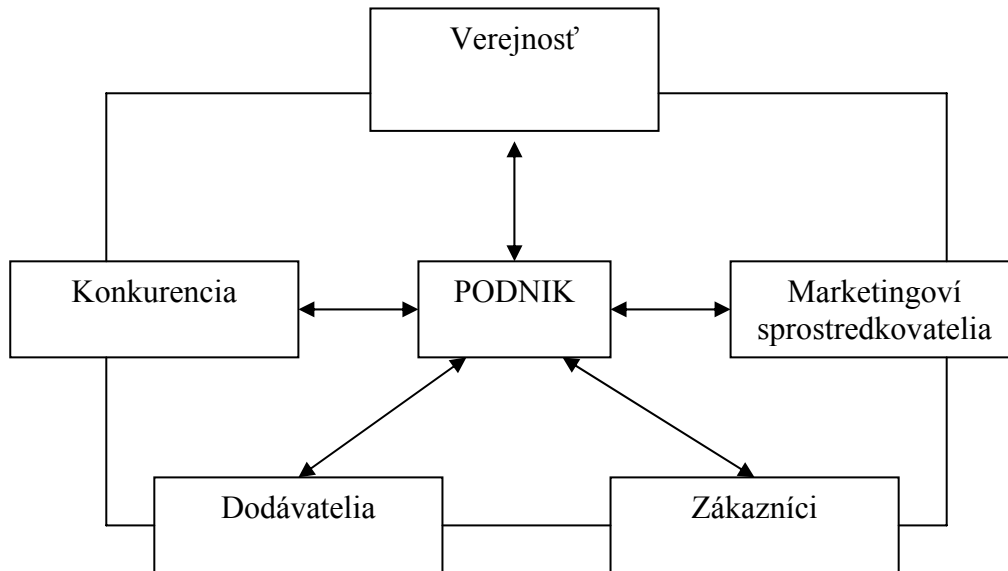 Verejnosť
Konkurencia
PODNIK
Marketingoví
sprostredkovatelia
Dodávatelia
Zákazníci